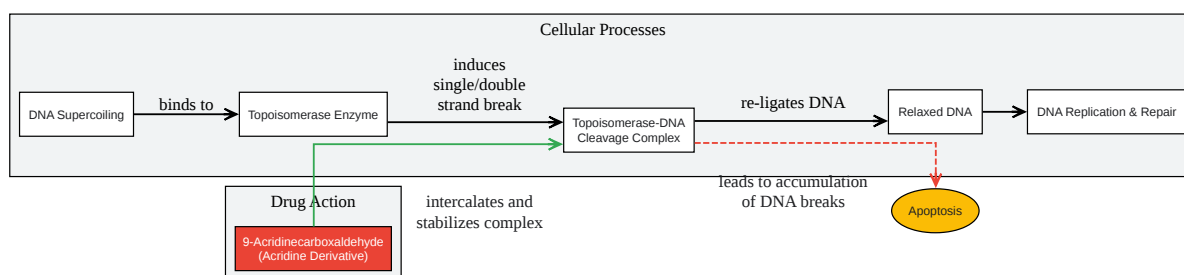 Cellular Processes
induces
single/double
strand break
binds to
re-ligates DNA
DNA Supercoiling
Topoisomerase Enzyme
Topoisomerase-DNA
Cleavage Complex
Relaxed DNA
DNA Replication & Repair
leads to accumulation
of DNA breaks
Drug Action
intercalates and
stabilizes complex
Apoptosis
9-Acridinecarboxaldehyde
(Acridine Derivative)